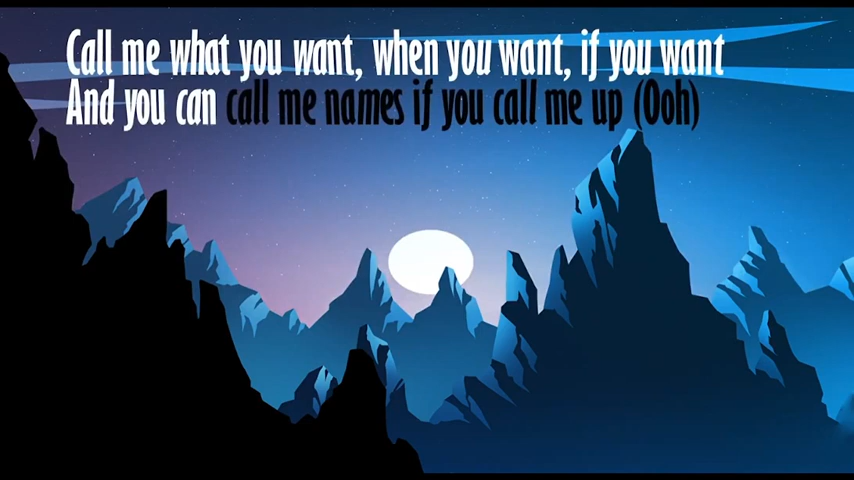 Call me what you want, when you want, if you want
And you can call me names if you call me up (Ooh)